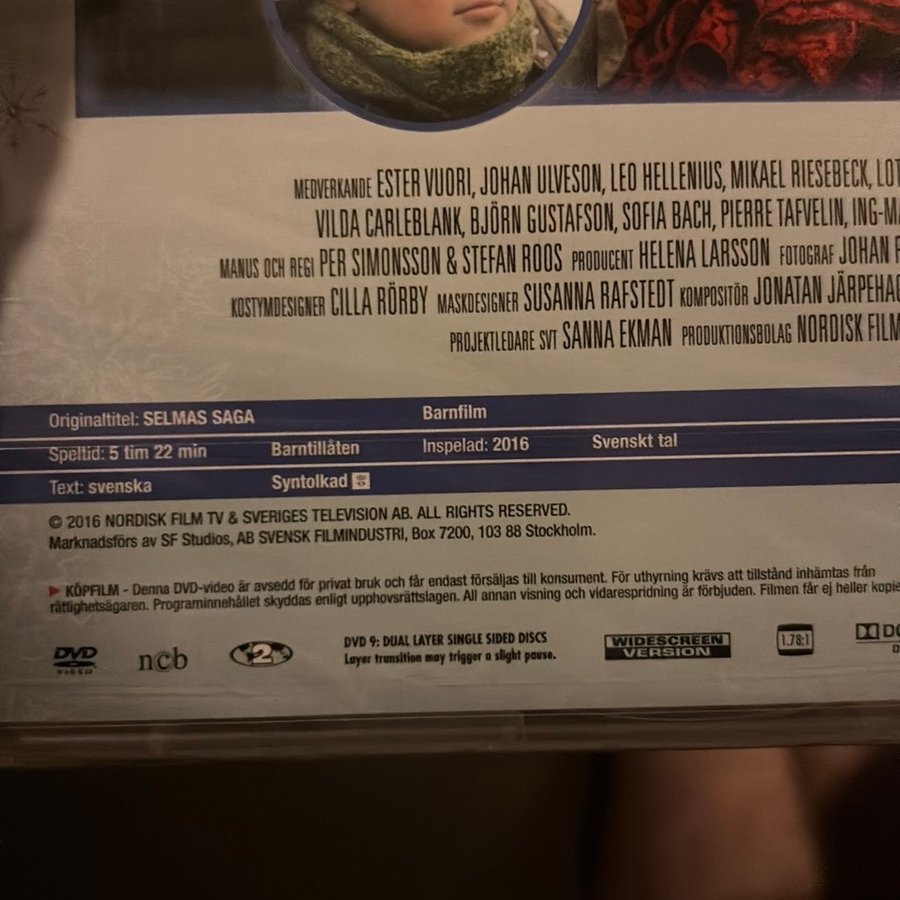 MEDVERKANDE ESTER VUORI, JOHAN ULVESON, LEO HELLENIUS, MIKAEL RIESEBECK, LOT
VILDA CARLEBLANK, BJÖRN GUSTAFSON, SOFIA BACH, PIERRE TAFVELIN, ING-MA
MANUS OCH REGI PER SIMONSSON & STEFAN ROOS PRODUCENT HELENA LARSSON FOTOGRAF JOHAN
KOSTYMDESIGNER CILLA RÖRBY MASKDESIGNER SUSANNA RAFSTEDT KOMPOSITÖR JONATAN JÄRPEHAG
PROJEKTLEDARE SVT SANNA EKMAN PRODUKTIONSBOLAG NORDISK FILM
Originaltitel: SELMAS SAGA Barnfilm
Speltid: 5 tim 22 min Barntillåten Inspelad: 2016 Svenskt tal
Text: svenska Syntolkad
© 2016 NORDISK FILM TV & SVERIGES TELEVISION AB. ALL RIGHTS RESERVED.
Marknadsförs av SF Studios, AB SVENSK FILMINDUSTRI, Box 7200, 103 88 Stockholm.
KÖPFILM - Denna DVD-video är avsedd för privat bruk och får endast försäljas till konsument. För uthyrning krävs att tillstånd inhämtas från
rättighetsägaren. Programinnehållet skyddas enligt upphovsrättslagen. All annan visning och vidarespridning är förbjuden. Filmen får ej heller kopie
DVD VIDEO ncb 2 DVD 9: DUAL LAYER SINGLE SIDED DISCS WIDESCREEN VERSION 1.78:1 DO
Layer transition may trigger a slight pause.